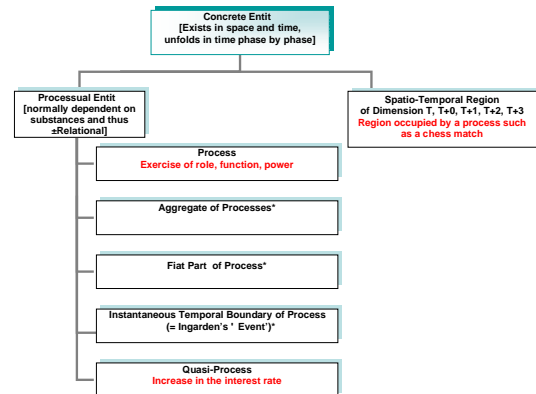 Concrete Entit
[Exists in space and time,
unfolds in time phase by phase]
Processual Entit
[normally dependent on
substances and thus
±Relational]
Spatio-Temporal Region
of Dimension T, T+0, T+1, T+2, T+3
Region occupied by a process such
as a chess match
Process
Exercise of role, function, power
Aggregate of Processes*
Fiat Part of Process*
Instantaneous Temporal Boundary of Process
(= Ingarden's ' Event')*
Quasi-Process
Increase in the interest rate